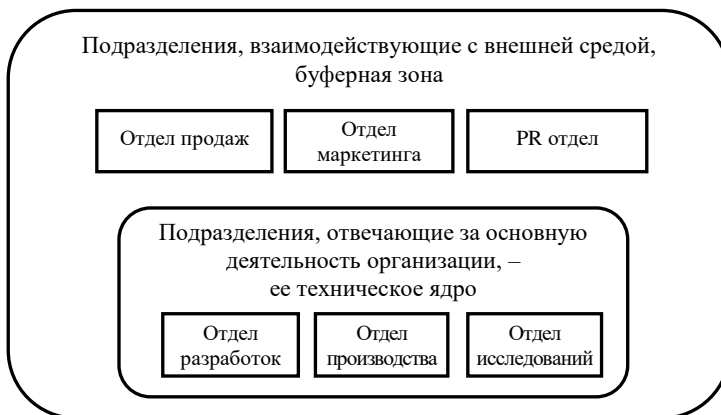 Подразделения, взаимодействующие с внешней средой,
буферная зона
Отдел продаж
Отдел
маркетинга
PR отдел
Подразделения, отвечающие за основную
деятельность организации, –
ее техническое ядро
Отдел
разработок
Отдел
производства
Отдел
исследований